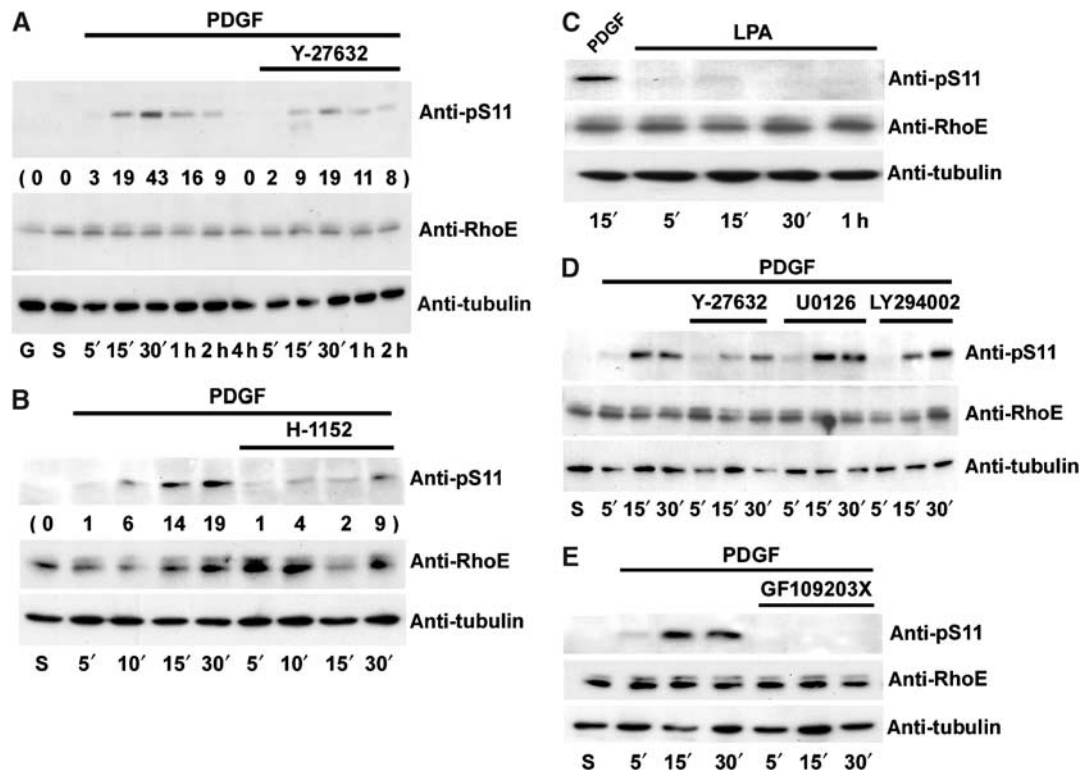 A
PDGF
Y-27632
Anti-pS11
( 0 0 3 19 43 16 9 0 2 9 19 11 8 )
Anti-RhoE
Anti-tubulin
G S 5′ 15′ 30′ 1 h 2 h 4 h 5′ 15′ 30′ 1 h 2 h
B
PDGF
H-1152
Anti-pS11
( 0 1 6 14 19 1 4 2 9 )
Anti-RhoE
Anti-tubulin
S 5′ 10′ 15′ 30′ 5′ 10′ 15′ 30′
C
PDGF
LPA
Anti-pS11
Anti-RhoE
Anti-tubulin
15′ 5′ 15′ 30′ 1 h
D
PDGF
Y-27632 U0126 LY294002
Anti-pS11
Anti-RhoE
Anti-tubulin
S 5′ 15′ 30′ 5′ 15′ 30′ 5′ 15′ 30′ 5′ 15′ 30′
E
PDGF
GF109203X
Anti-pS11
Anti-RhoE
Anti-tubulin
S 5′ 15′ 30′ 5′ 15′ 30′